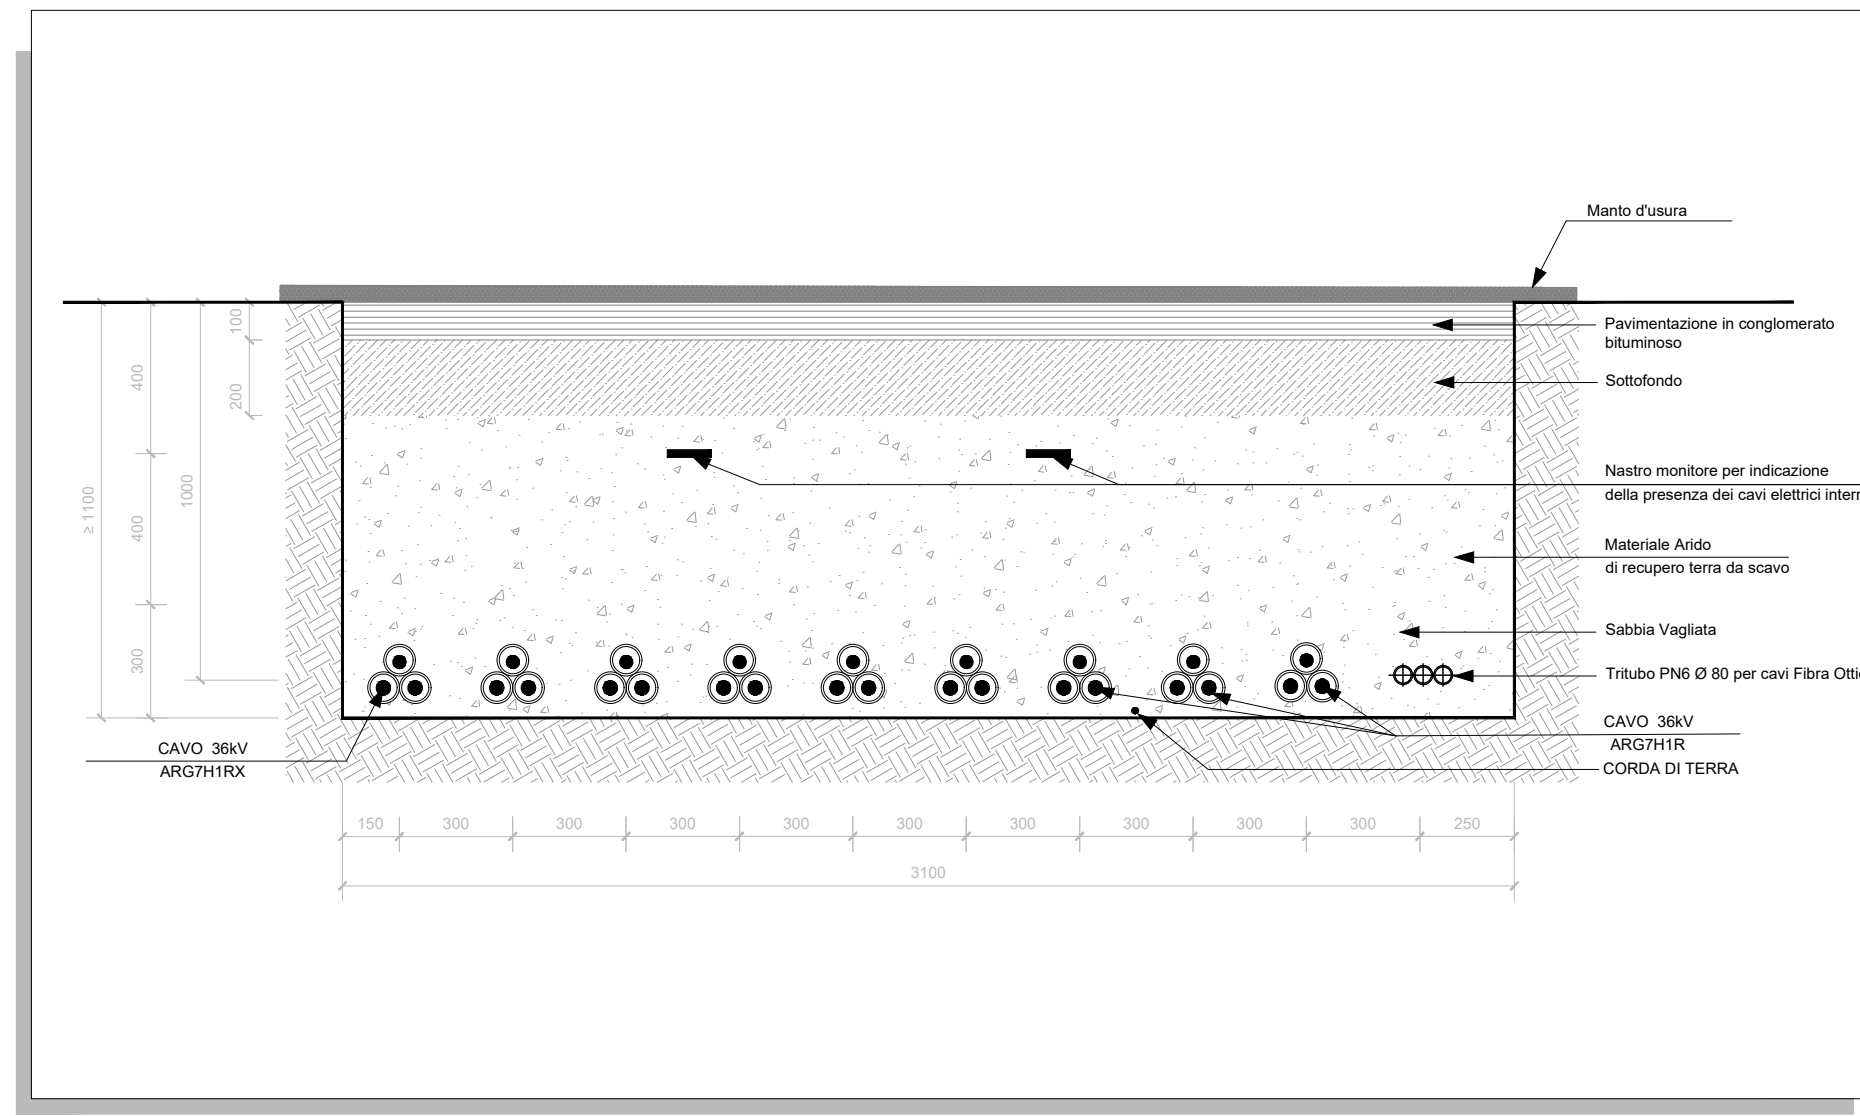 Manto d'usura
Pavimentazione in conglomerato
bituminoso
Sottofondo
Nastro monitore per indicazione
della presenza dei cavi elettrici interr
Materiale Arido
di recupero terra da scavo
Sabbia Vagliata
Tritubo PN6 Ø 80 per cavi Fibra Otti
CAVO 36kV
ARG7H1R
CORDA DI TERRA
CAVO 36kV
ARG7H1RX
≥ 1100
400
400
300
1000
100
200
150 300 300 300 300 300 300 300 300 300 250
3100